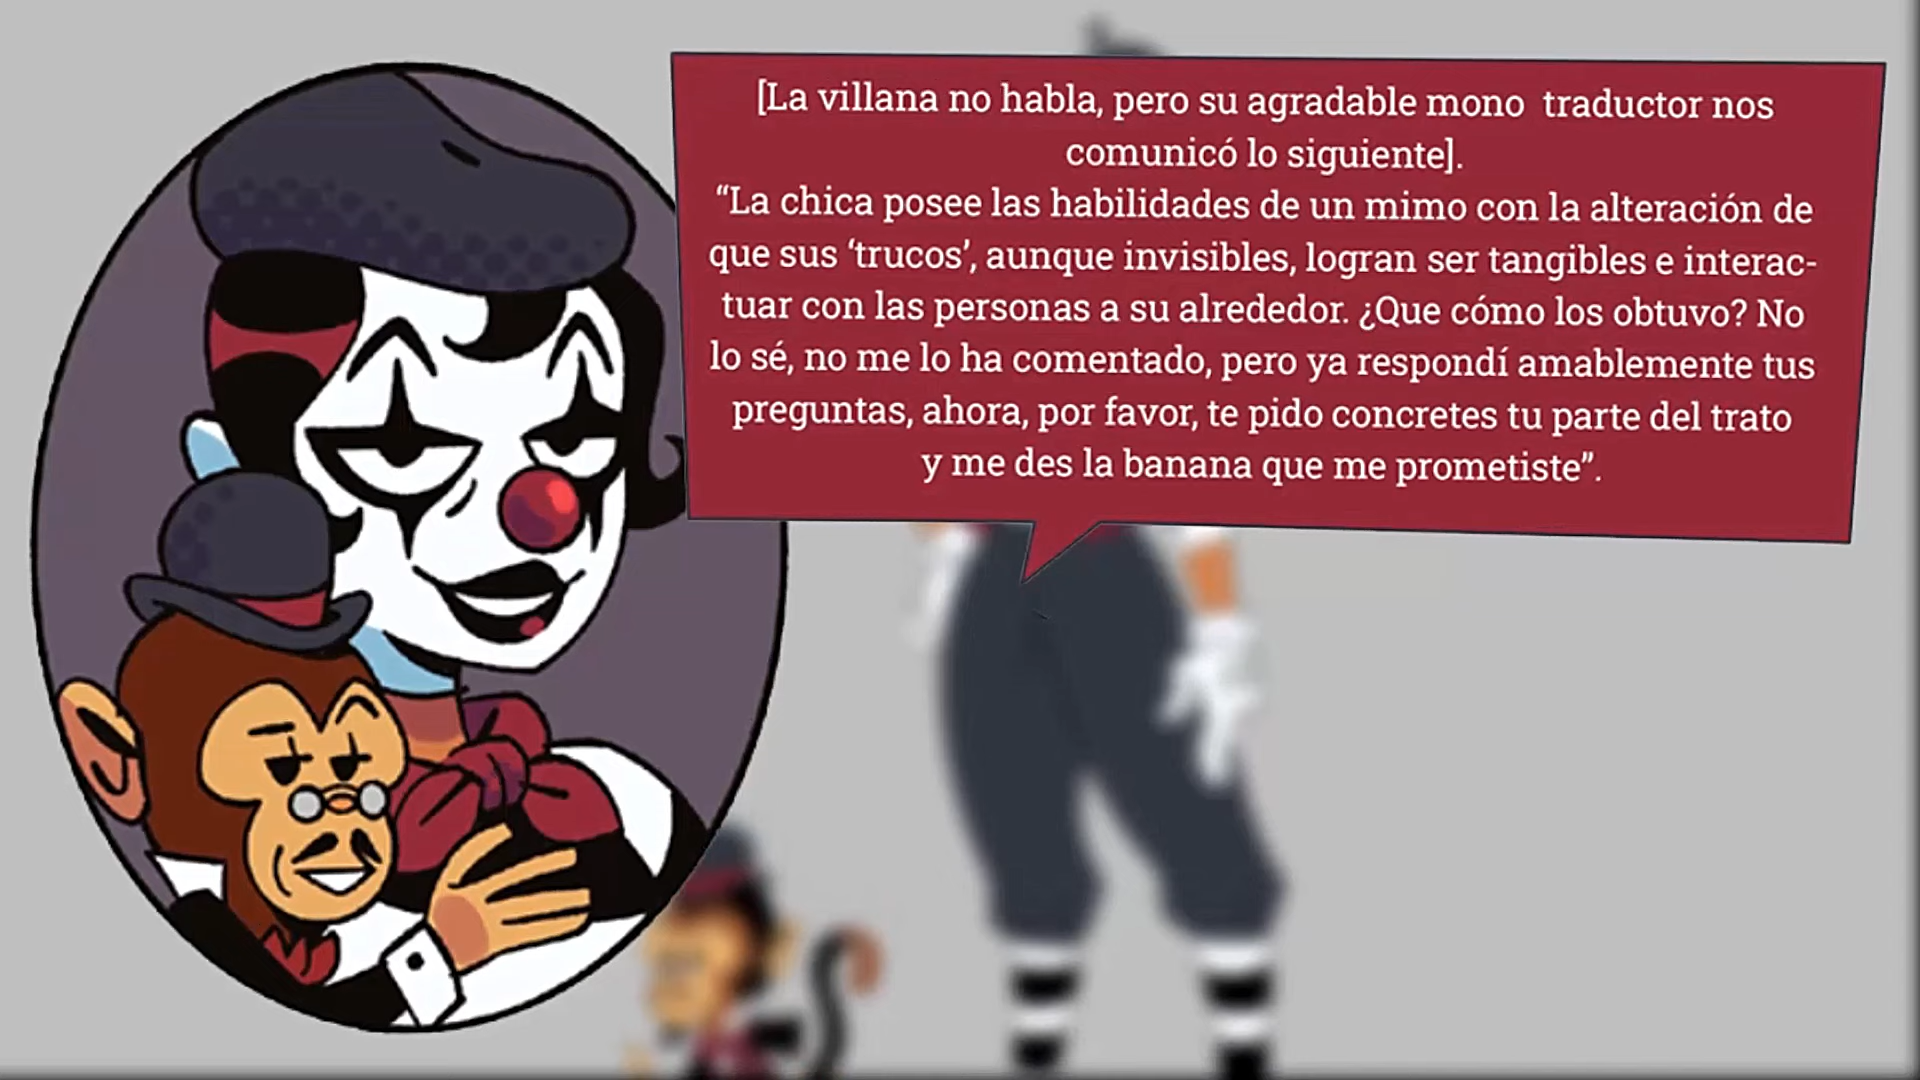 [La villana no habla, pero su agradable mono traductor nos
comunicó lo siguiente].
“La chica posee las habilidades de un mimo con la alteración de
que sus ‘trucos’, aunque invisibles, logran ser tangibles e interac-
tuar con las personas a su alrededor. ¿Que cómo los obtuvo? No
lo sé, no me lo ha comentado, pero ya respondí amablemente tus
preguntas, ahora, por favor, te pido concretes tu parte del trato
y me des la banana que me prometiste”.